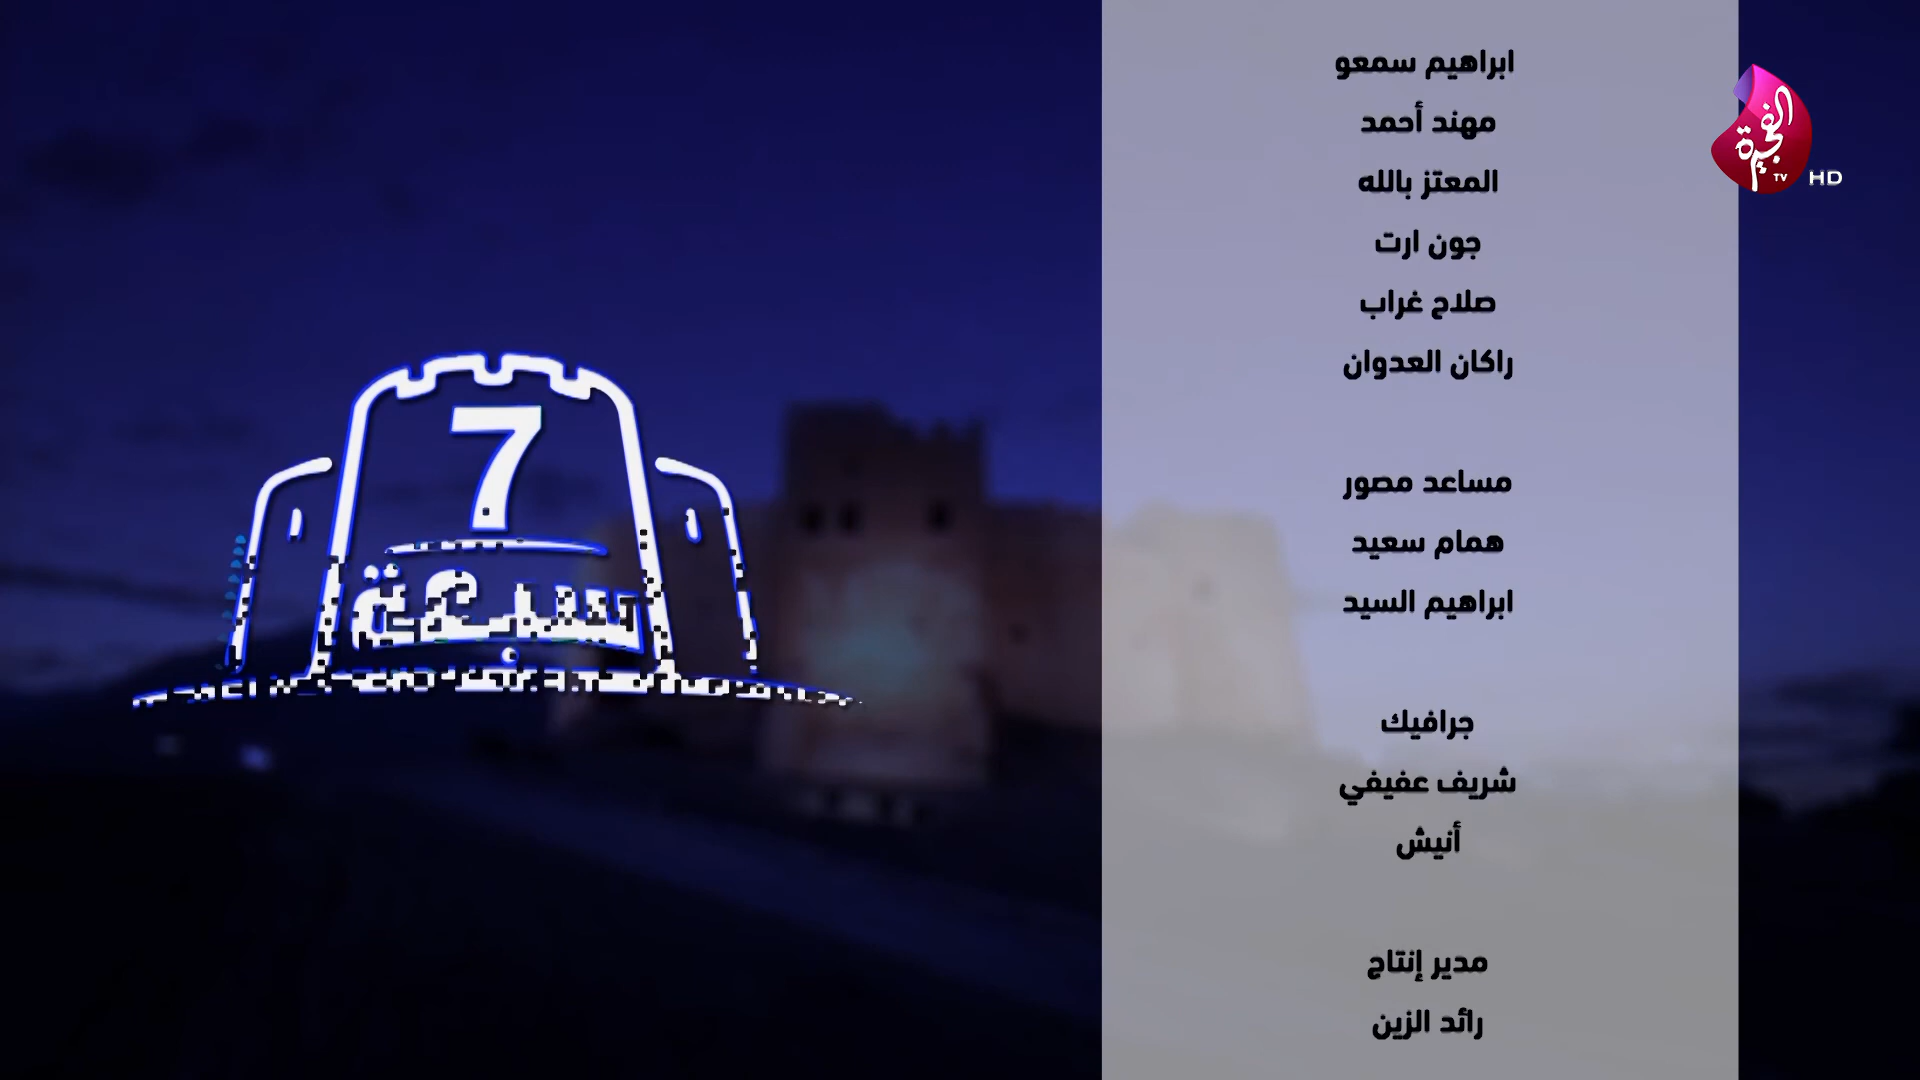 ابراهيم سمعو
مهند أحمد
المعتز بالله
جون ارت
صلاح غراب
راكان العدوان
مساعد مصور
همام سعيد
ابراهيم السيد
جرافيك
شريف عفيفي
أنيش
مدير إنتاج
رائد الزين
7
سبعة
الفجيرة
TV HD